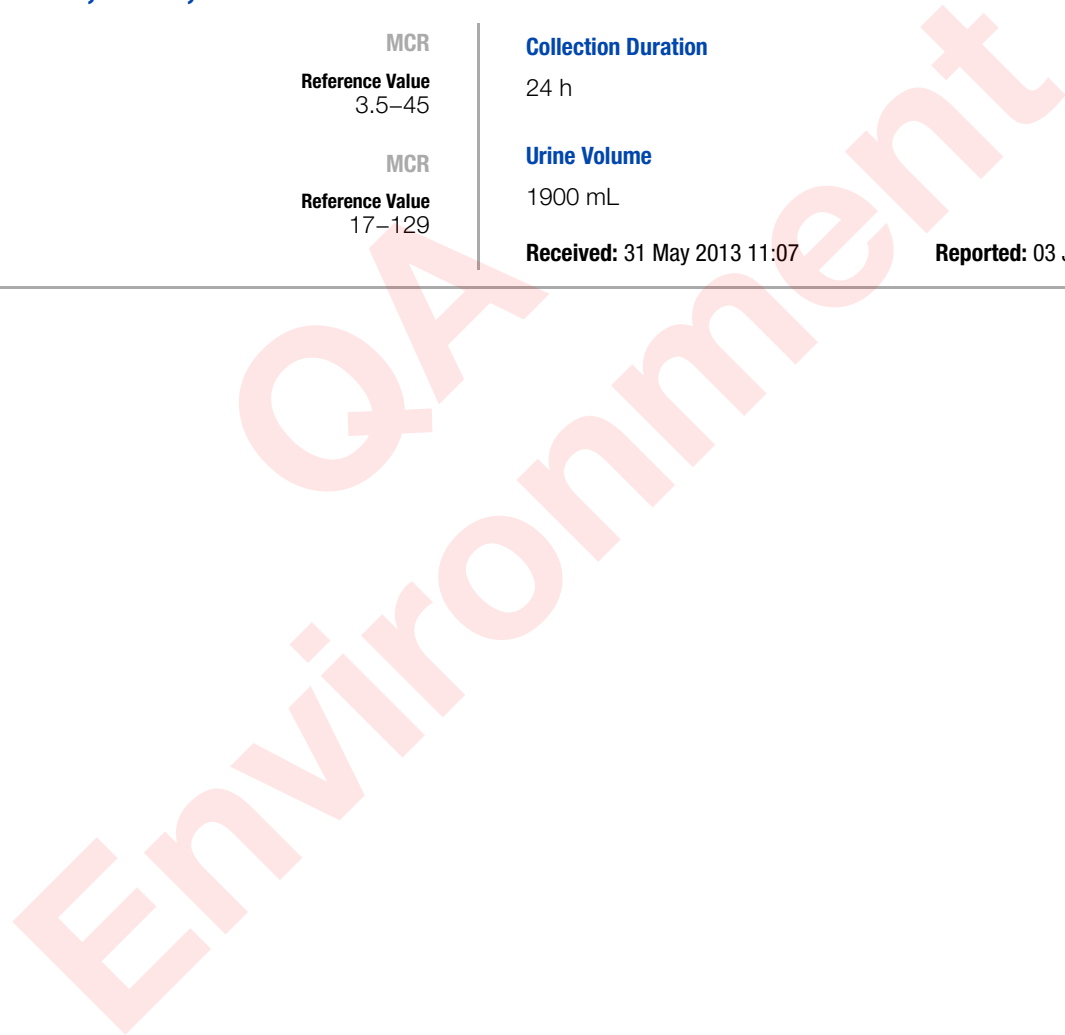 MCR
Reference Value
3.5–45
MCR
Reference Value
17–129
Collection Duration
24 h
Urine Volume
1900 mL
Received: 31 May 2013 11:07
Reported: 03
QA
Environment